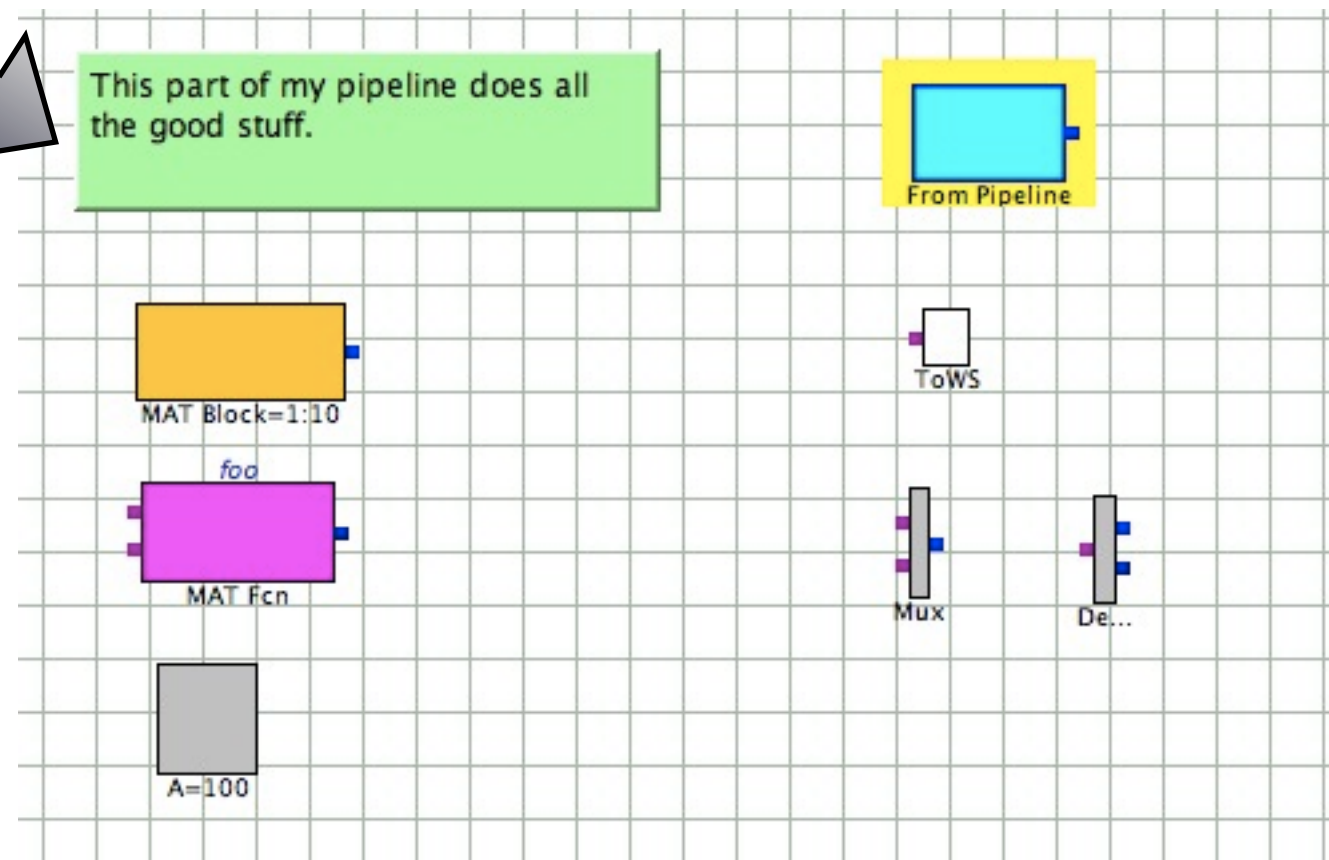 This part of my pipeline does all
the good stuff.
From Pipeline
MAT Block=1:10
ToWS
foo
MAT Fcn
Mux
De...
A=100